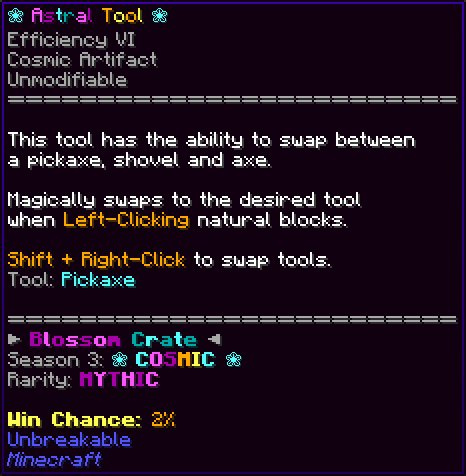 ❀ Astral Tool ❀
Efficiency VI
Cosmic Artifact
Unmodifiable
====================================
This tool has the ability to swap between
a pickaxe, shovel and axe.
Magically swaps to the desired tool
when Left-Clicking natural blocks.
Shift + Right-Click to swap tools.
Tool: Pickaxe
====================================
► Blossom Crate ◄
Season 3: ❀ COSMIC ❀
Rarity: MYTHIC
Win Chance: 2%
Unbreakable
Minecraft